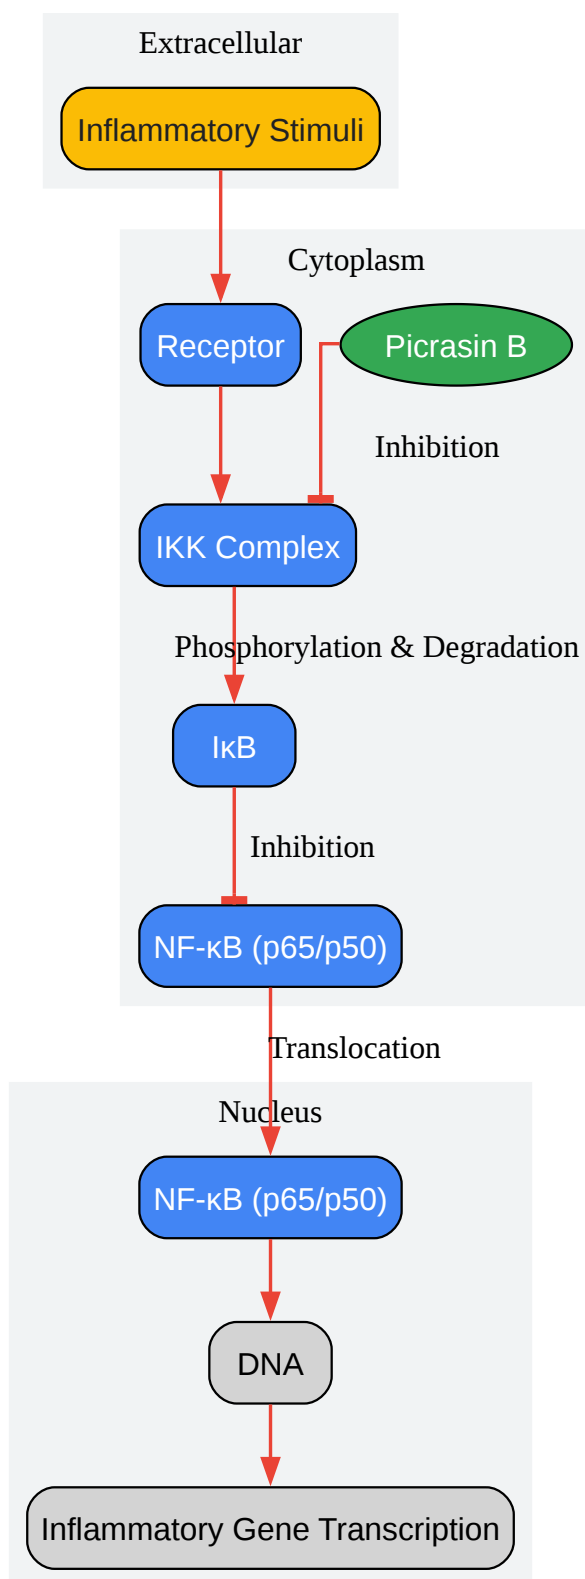 Extracellular
Inflammatory Stimuli
Cytoplasm
Receptor
Picrasin B
Inhibition
IKK Complex
Phosphorylation & Degradation
IκB
Inhibition
NF-κB (p65/p50)
Translocation
Nucleus
NF-κB (p65/p50)
DNA
Inflammatory Gene Transcription